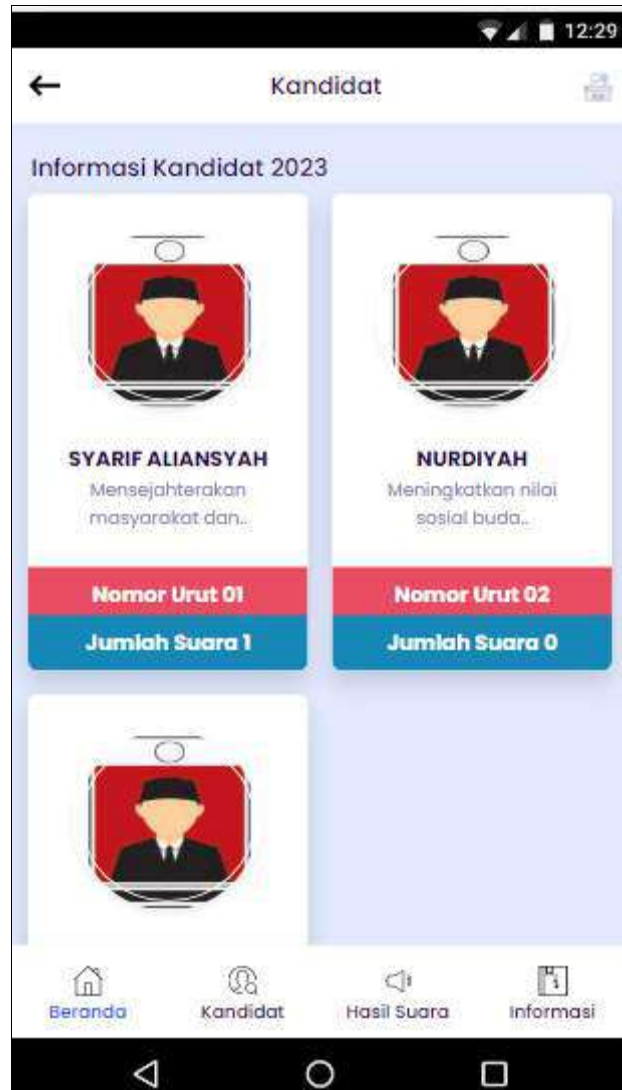 12:29
Kandidat
Informasi Kandidat 2023
SYARIF ALIANSYAH
Mensejahterakan
masyarakat dan..
Nomor Urut 01
Jumlah Suara 1
NURDIYAH
Meningkatkan nilai
sosial buda..
Nomor Urut 02
Jumlah Suara 0
Beranda
Kandidat
Hasil Suara
Informasi